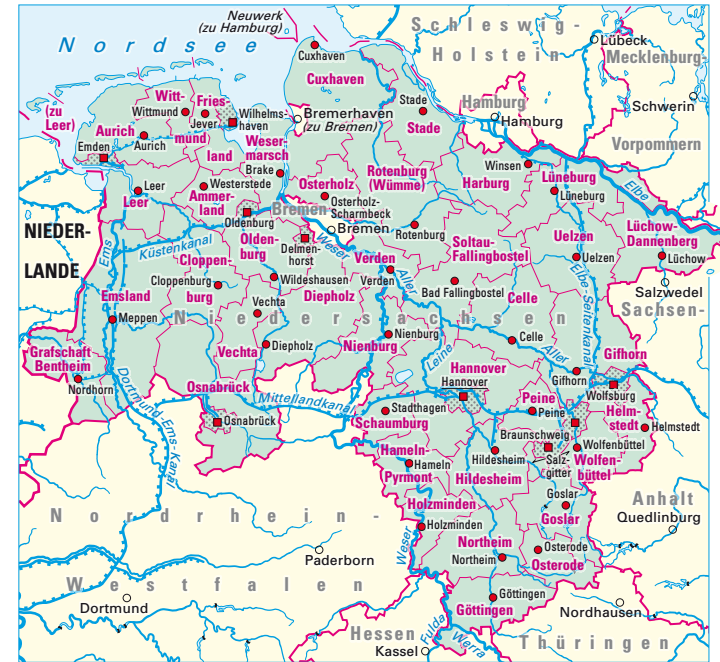 Neuwerk
(zu Hamburg)
Nordsee
Schleswig-
Holstein
Lübeck
Mecklenburg-
Vorpommern
Schwerin
Cuxhaven
Cuxhaven
Stade
Stade
Hamburg
Hamburg
(zu
Leer)
Witt-
mund
Wittmund
Fries-
land
Jever
Wilhelms-
haven
Bremerhaven
(zu Bremen)
Aurich
Aurich
Emden
Weser-
marsch
Brake
Leer
Leer
Westerstede
Ammer-
land
Osterholz
Osterholz-
Scharmbeck
Rotenburg
(Wümme)
Rotenburg
Harburg
Winsen
Lüneburg
Lüneburg
Elbe
Bremen
Bremen
Oldenburg
Olden-
burg
Delmen-
horst
Weser
NIEDER-
LANDE
Ems
Küstenkanal
Cloppen-
burg
Cloppenburg
Wildeshausen
Verden
Verden
Aller
Soltau-
Fallingbostel
Bad Fallingbostel
Uelzen
Uelzen
Elbe-Seitenkanal
Lüchow-
Dannenberg
Lüchow
Salzwedel
Sachsen-
Anhalt
Emsland
Meppen
Vechta
Vechta
Diepholz
Diepholz
Niedersachsen
Celle
Celle
Nienburg
Nienburg
Leine
Aller
Gifhorn
Gifhorn
Grafschaft
Bentheim
Nordhorn
Dortmund-Ems-Kanal
Osnabrück
Osnabrück
Mittellandkanal
Hannover
Hannover
Stadthagen
Schaumburg
Peine
Peine
Wolfsburg
Helm-
stedt
Helmstedt
Braunschweig
Salz-
gitter
Wolfenbüttel
Wolfen-
büttel
Hameln-
Pyrmont
Hameln
Hildesheim
Hildesheim
Goslar
Goslar
Quedlinburg
Holzminden
Holzminden
Northeim
Northeim
Osterode
Osterode
Weser
Nordrhein-
Westfalen
Paderborn
Dortmund
Göttingen
Göttingen
Nordhausen
Hessen
Kassel
Fulda
Werra
Thüringen